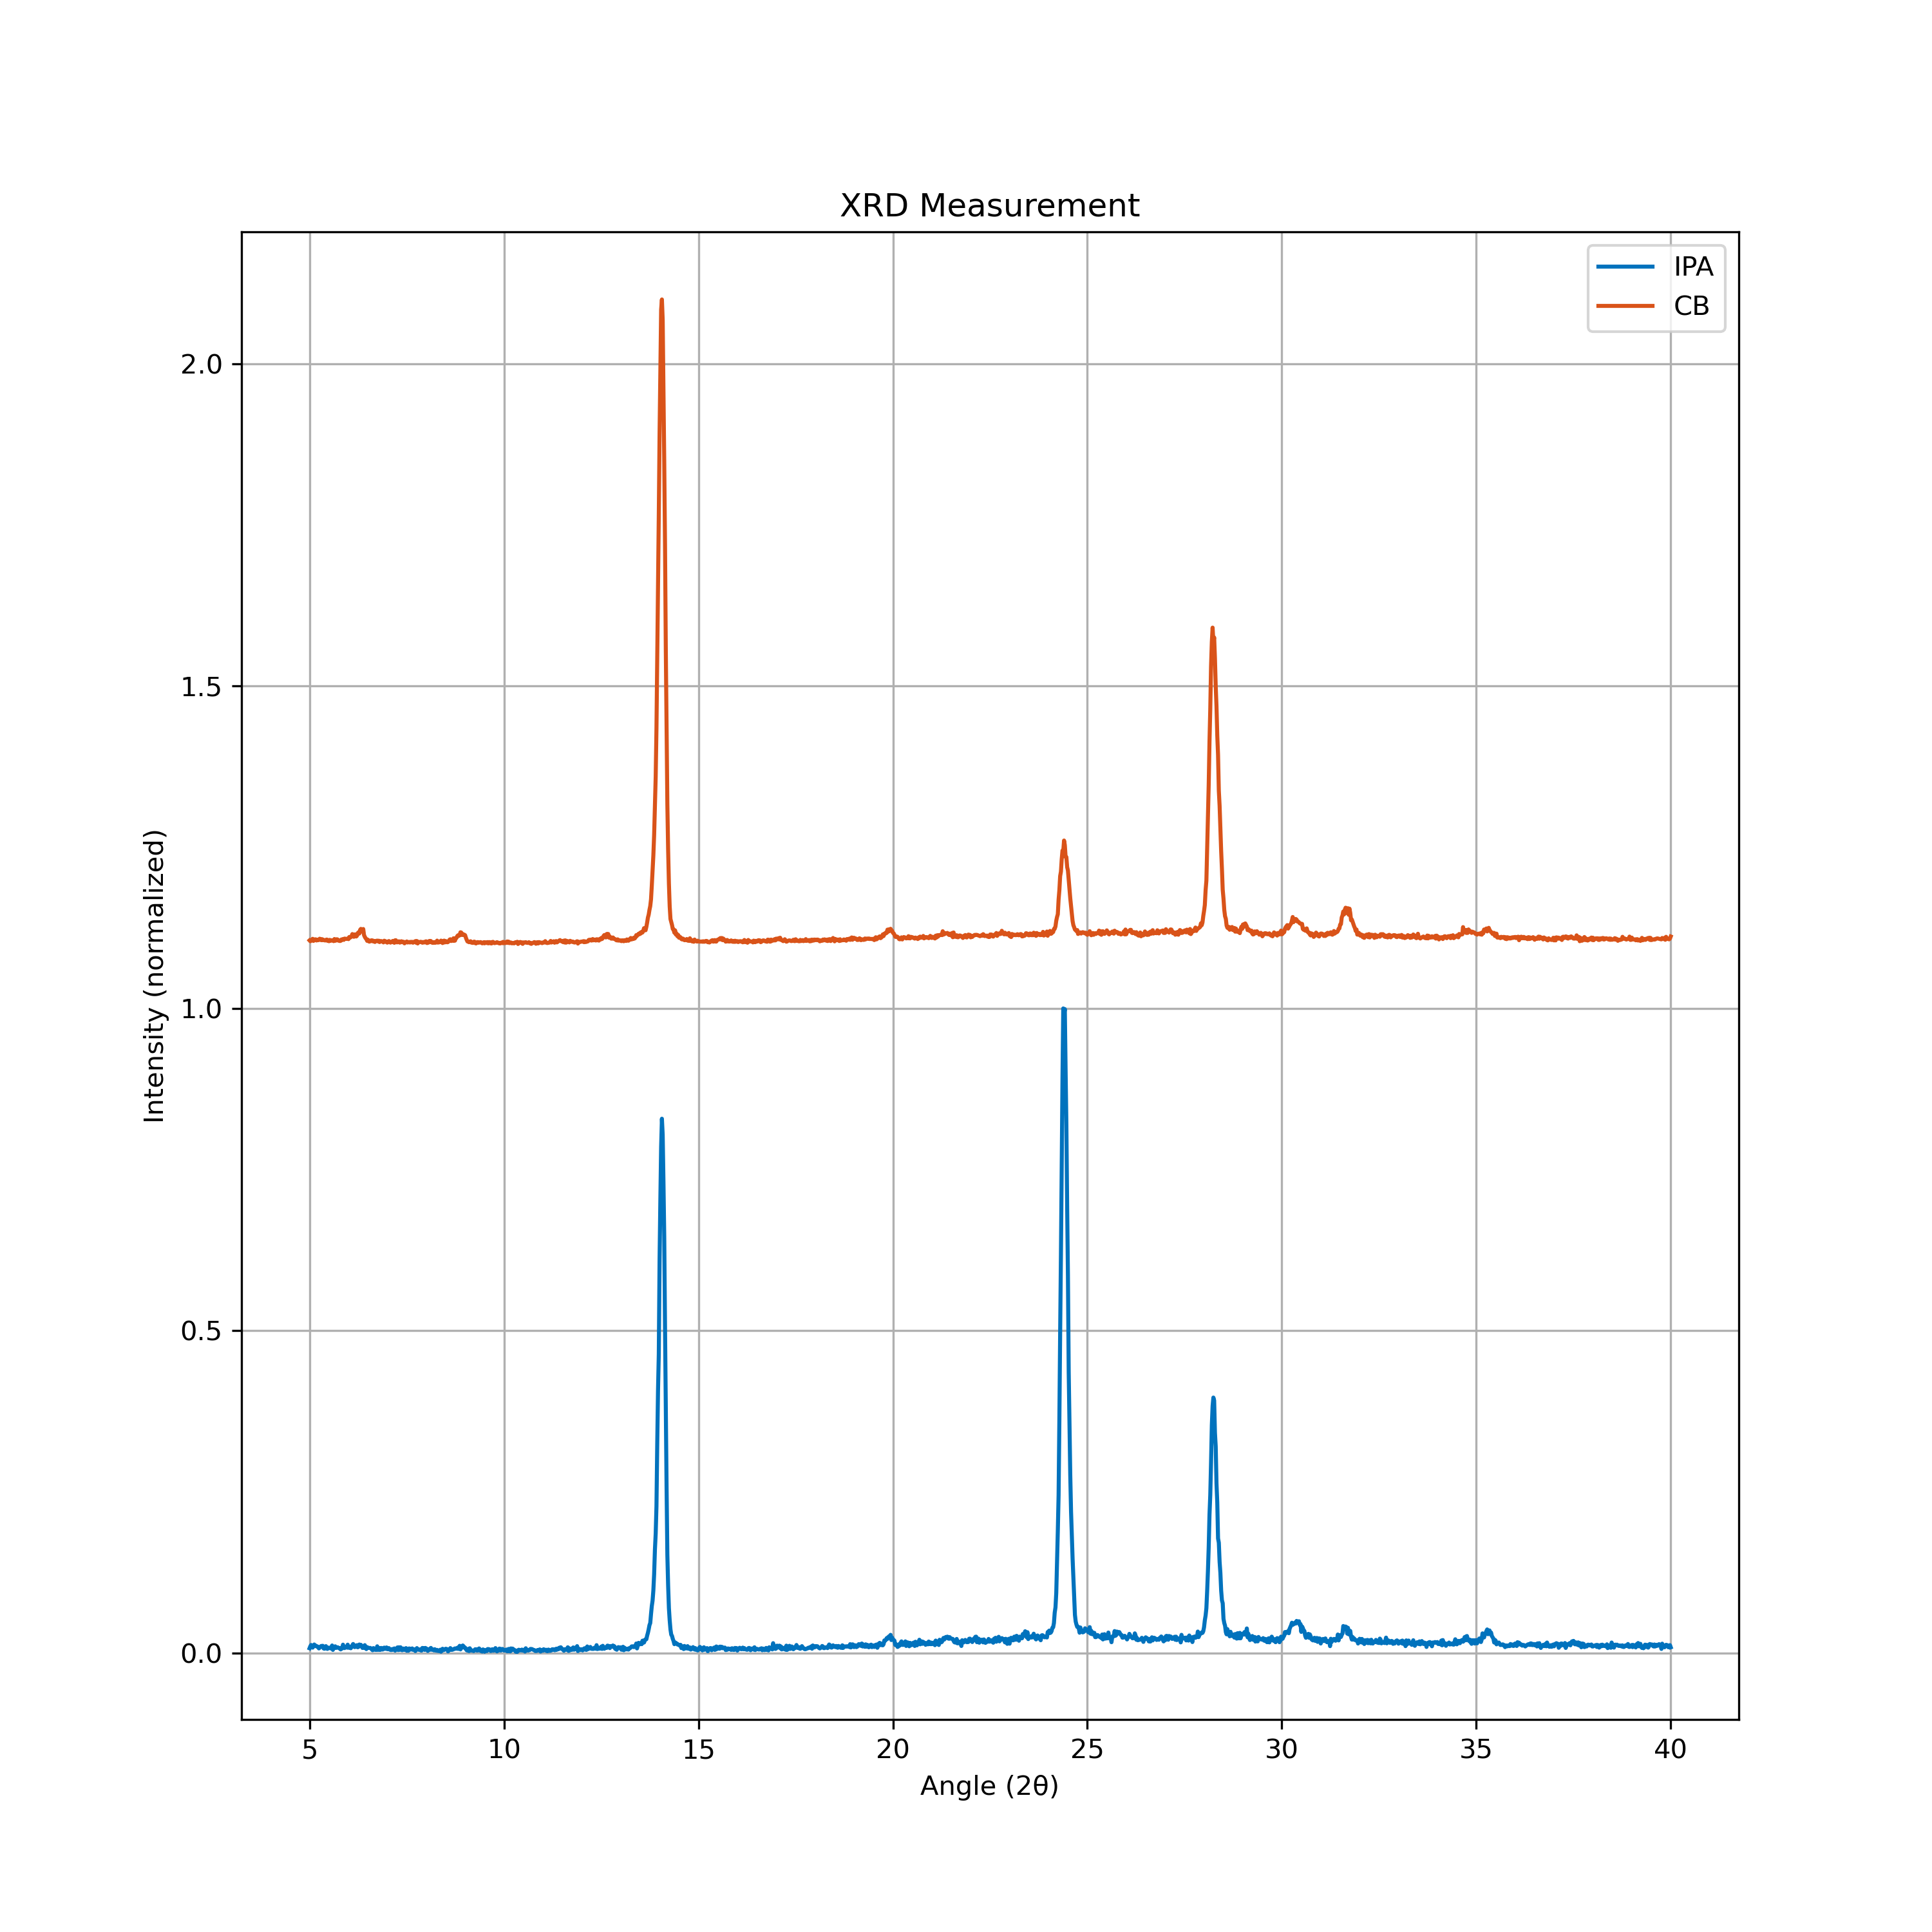 XRD Measurement
IPA
CB
2.0
1.5
1.0
0.5
0.0
Intensity (normalized)
5 10 15 20 25 30 35 40
Angle (2θ)